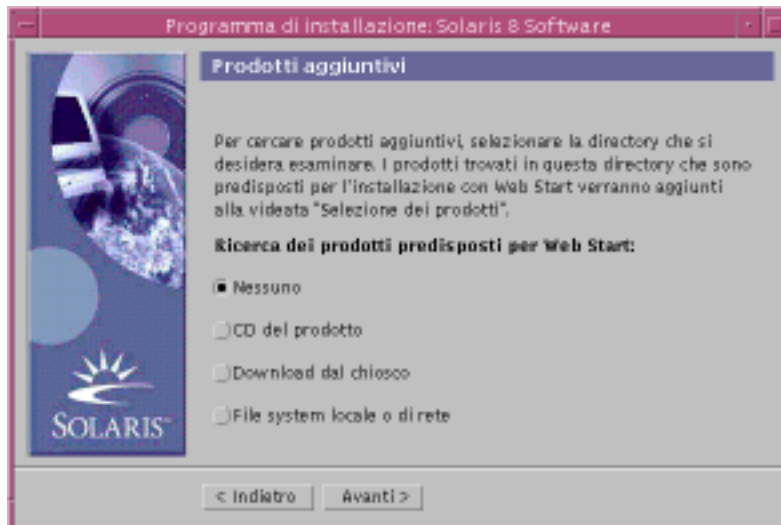 Programma di installazione: Solaris 8 Software
Prodotti aggiuntivi
Per cercare prodotti aggiuntivi, selezionare la directory che si
desidera esaminare. I prodotti trovati in questa directory che sono
predisposti per l'installazione con Web Start verranno aggiunti
alla videata "Selezione dei prodotti".
Ricerca dei prodotti predisposti per Web Start:
Nessuno
CD del prodotto
Download dal chiosco
File system locale o di rete
SOLARIS™
< Indietro
Avanti >